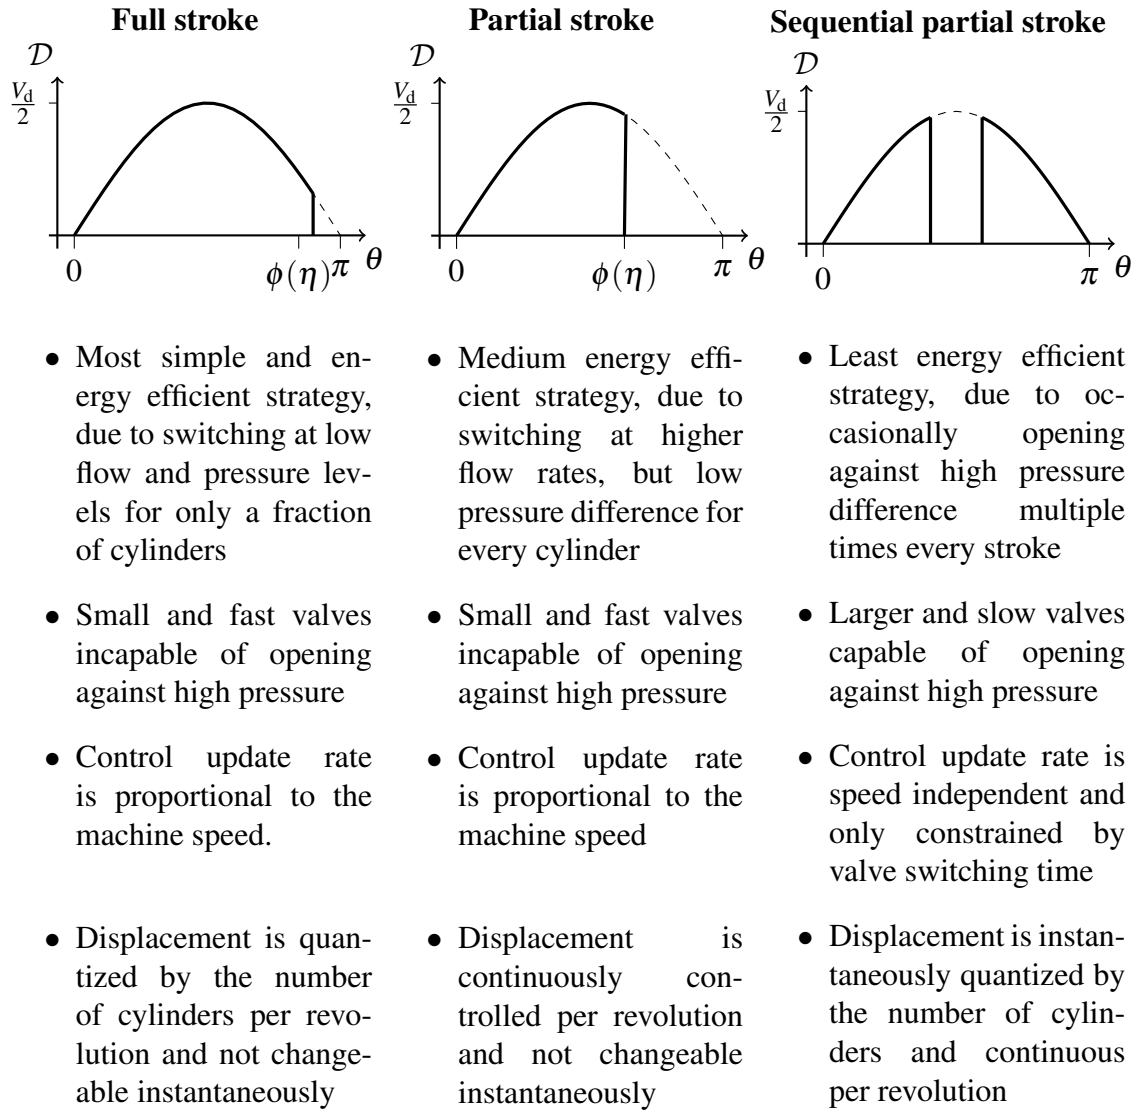 Full stroke
𝒟
V_d/2
0
ϕ(η)
π
θ
Most simple and en-
ergy efficient strategy,
due to switching at low
flow and pressure lev-
els for only a fraction
of cylinders
Small and fast valves
incapable of opening
against high pressure
Control update rate
is proportional to the
machine speed.
Displacement is quan-
tized by the number
of cylinders per revo-
lution and not change-
able instantaneously
Partial stroke
𝒟
V_d/2
0
ϕ(η)
π
θ
Medium energy effi-
cient strategy, due to
switching at higher
flow rates, but low
pressure difference for
every cylinder
Small and fast valves
incapable of opening
against high pressure
Control update rate
is proportional to the
machine speed
Displacement is
continuously con-
trolled per revolution
and not changeable
instantaneously
Sequential partial stroke
𝒟
V_d/2
0
π
θ
Least energy efficient
strategy, due to oc-
casionally opening
against high pressure
difference multiple
times every stroke
Larger and slow valves
capable of opening
against high pressure
Control update rate is
speed independent and
only constrained by
valve switching time
Displacement is instan-
taneously quantized by
the number of cylin-
ders and continuous
per revolution